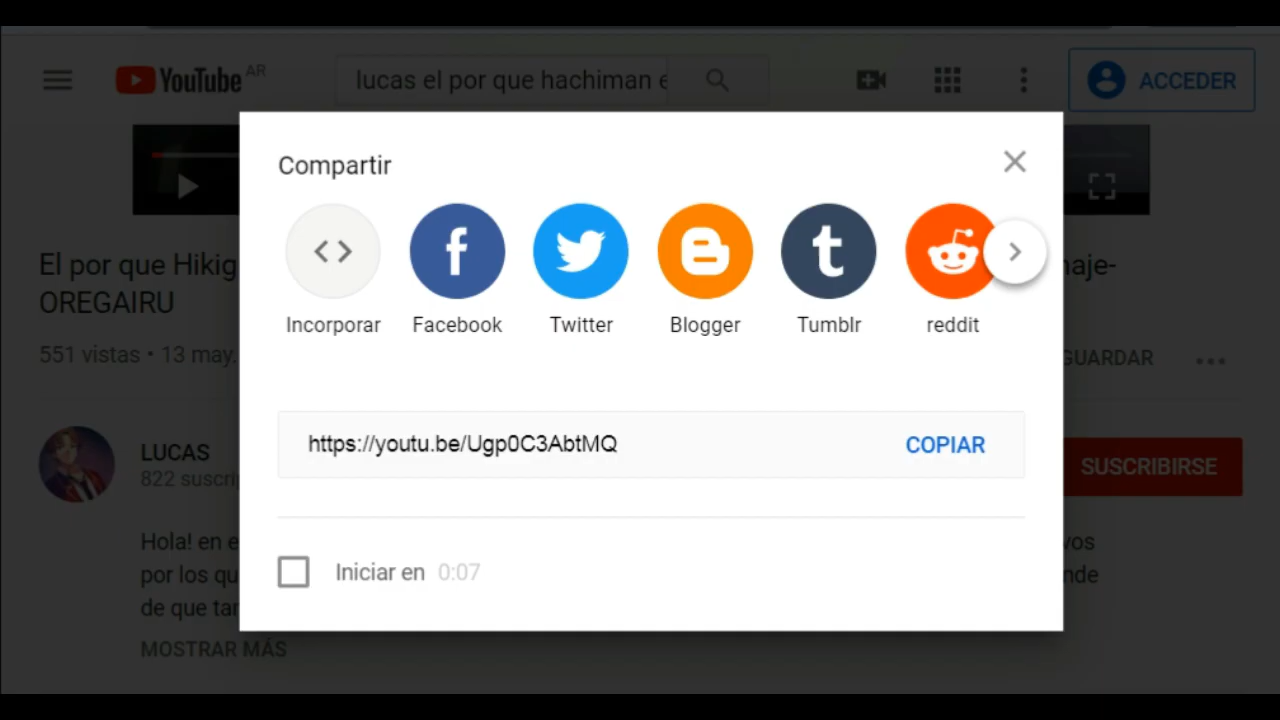 YouTube AR
lucas el por que hachiman e
ACCEDER
Compartir
Incorporar
Facebook
Twitter
Blogger
Tumblr
reddit
El por que Hikig
naje-
OREGAIRU
551 vistas • 13 may.
GUARDAR
https://youtu.be/Ugp0C3AbtMQ
COPIAR
LUCAS
822 suscrip
SUSCRIBIRSE
Hola! en e
vos
por los qu
nde
de que tar
Iniciar en 0:07
MOSTRAR MÁS